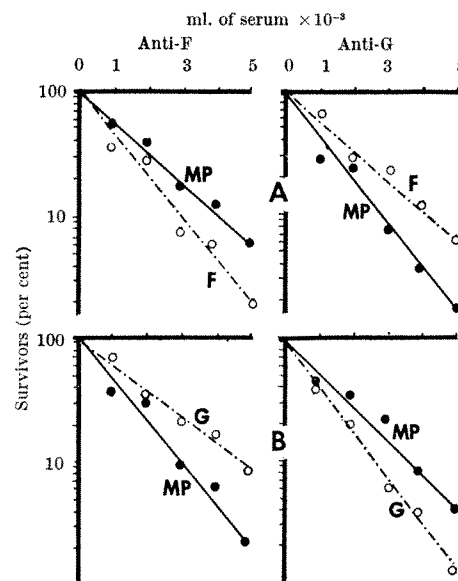 ml. of serum ×10⁻³
Anti-F Anti-G
0 1 3 5 0 1 3 5
100
10
MP
F
A
F
MP
Survivors (per cent)
100
10
G
MP
B
MP
G